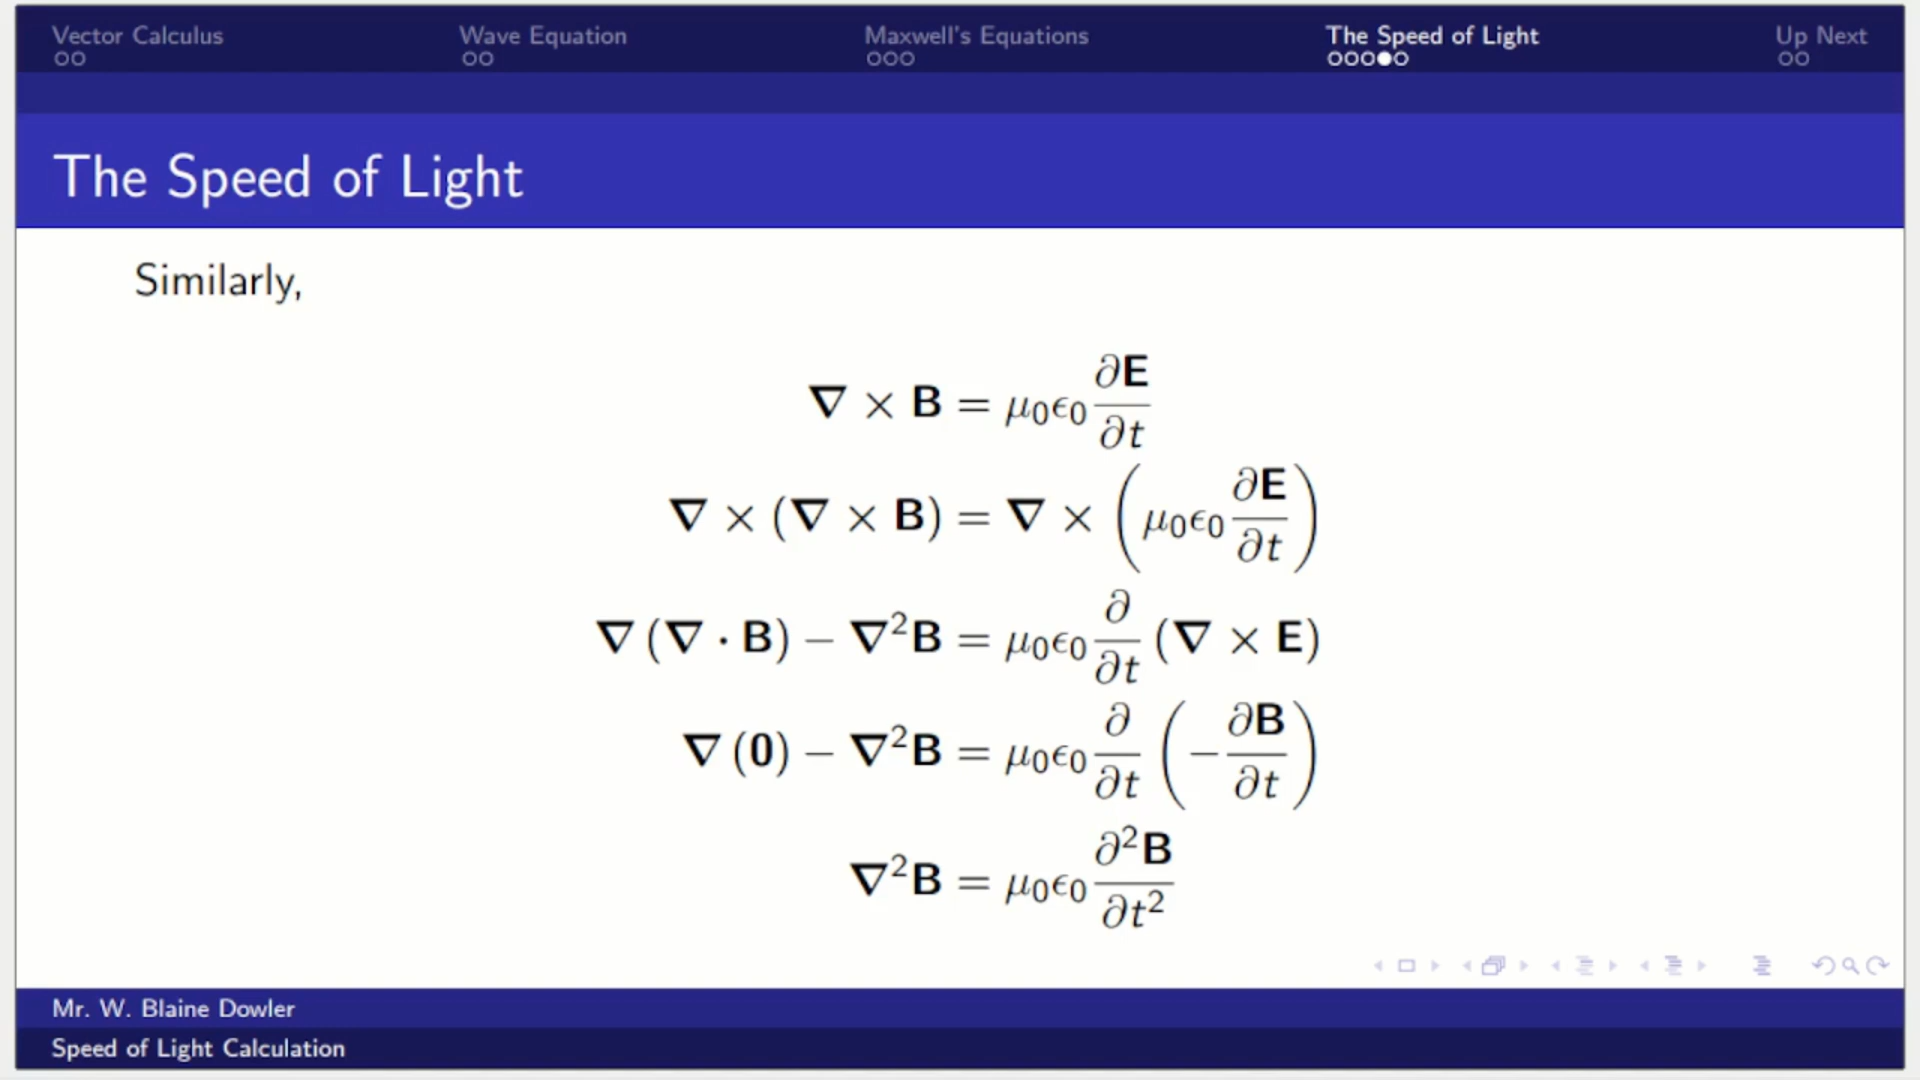 Vector Calculus
Wave Equation
Maxwell's Equations
The Speed of Light
Up Next
The Speed of Light
Similarly,
∇ × B = μ₀ϵ₀ ∂E/∂t
∇ × (∇ × B) = ∇ × (μ₀ϵ₀ ∂E/∂t)
∇ (∇ · B) − ∇²B = μ₀ϵ₀ ∂/∂t (∇ × E)
∇ (0) − ∇²B = μ₀ϵ₀ ∂/∂t (−∂B/∂t)
∇²B = μ₀ϵ₀ ∂²B/∂t²
Mr. W. Blaine Dowler
Speed of Light Calculation